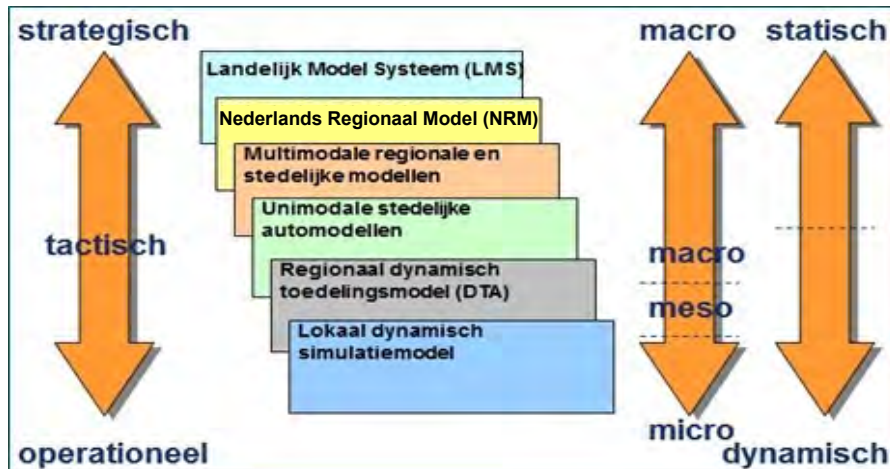 strategisch
macro
statisch
Landelijk Model Systeem (LMS)
Nederlands Regionaal Model (NRM)
Multimodale regionale en
stedelijke modellen
Unimodale stedelijke
automodellen
tactisch
macro
Regionaal dynamisch
toedelingsmodel (DTA)
meso
Lokaal dynamisch
simulatiemodel
micro
operationeel
dynamisch